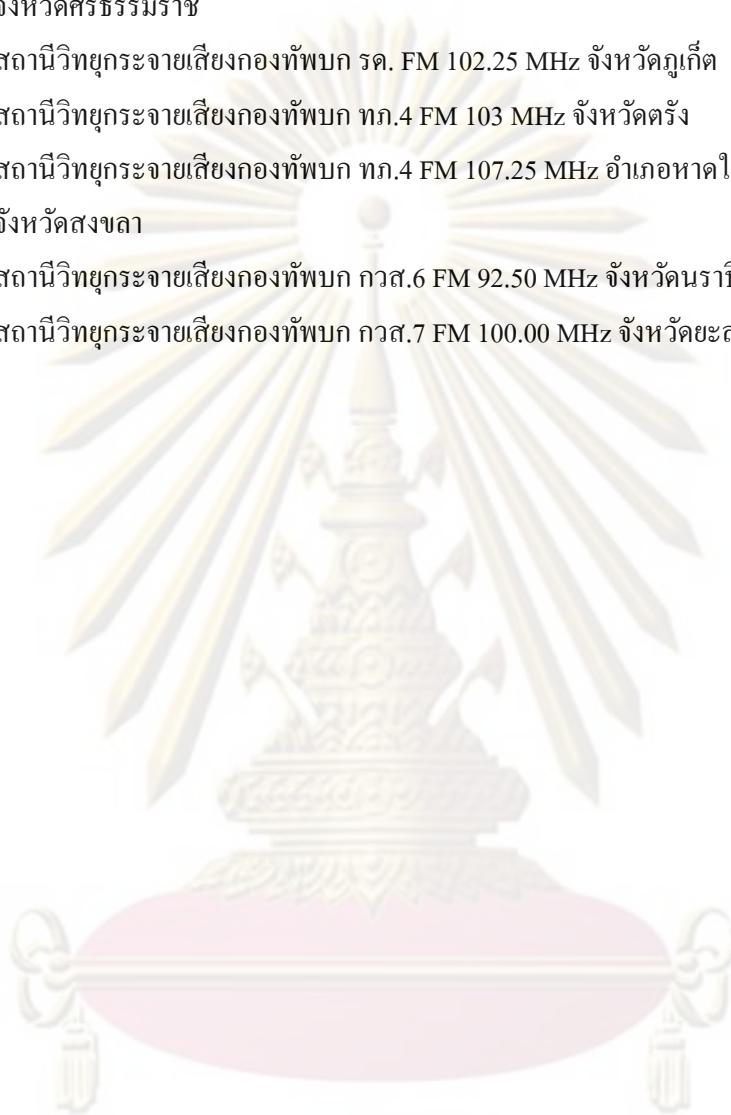 จังหวัดศรีธรรมราช
สถานีวิทยุกระจายเสียงกองทัพบก รด. FM 102.25 MHz จังหวัดภูเก็ต
สถานีวิทยุกระจายเสียงกองทัพบก ทภ.4 FM 103 MHz จังหวัดตรัง
สถานีวิทยุกระจายเสียงกองทัพบก ทภ.4 FM 107.25 MHz อำเภอหาดใ
จังหวัดสงขลา
สถานีวิทยุกระจายเสียงกองทัพบก กวส.6 FM 92.50 MHz จังหวัดนราธิ
สถานีวิทยุกระจายเสียงกองทัพบก กวส.7 FM 100.00 MHz จังหวัดยะล